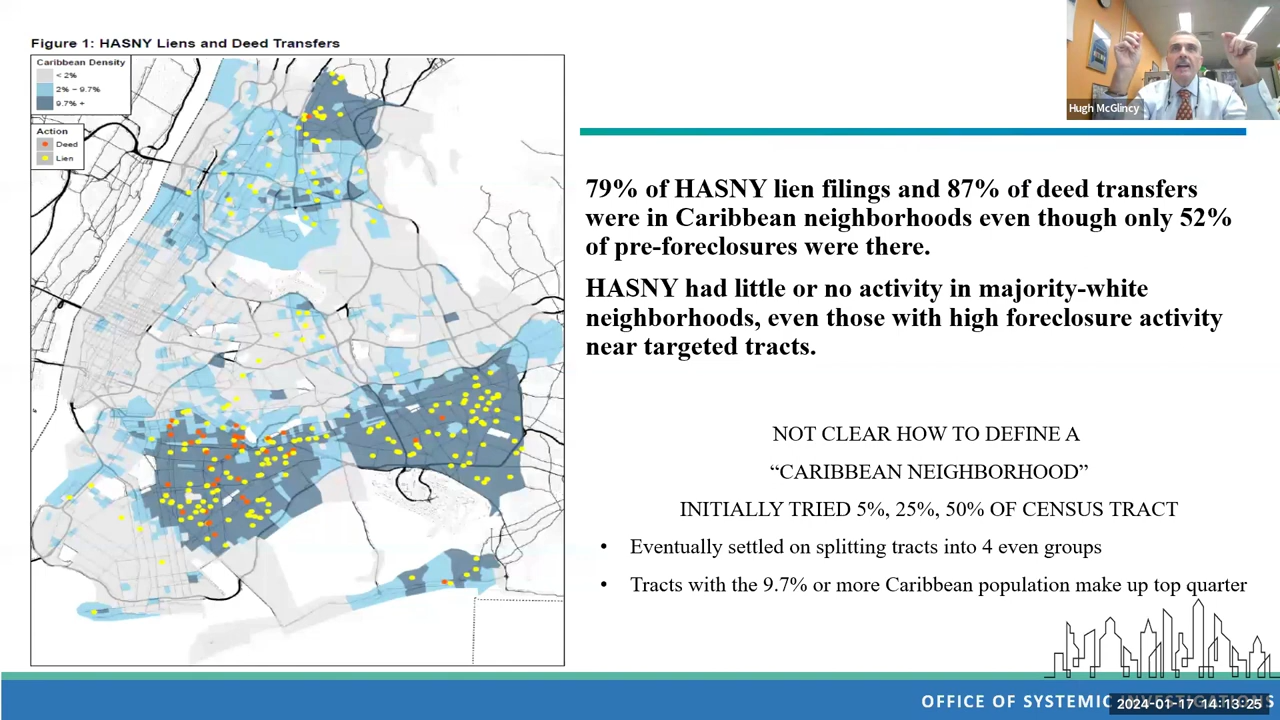 Figure 1: HASNY Liens and Deed Transfers
Caribbean Density
< 2%
2% - 9.7%
9.7% +
Action
Deed
Lien
Hugh McGlincy
79% of HASNY lien filings and 87% of deed transfers
were in Caribbean neighborhoods even though only 52%
of pre-foreclosures were there.
HASNY had little or no activity in majority-white
neighborhoods, even those with high foreclosure activity
near targeted tracts.
NOT CLEAR HOW TO DEFINE A
“CARIBBEAN NEIGHBORHOOD”
INITIALLY TRIED 5%, 25%, 50% OF CENSUS TRACT
• Eventually settled on splitting tracts into 4 even groups
• Tracts with the 9.7% or more Caribbean population make up top quarter
OFFICE OF SYSTEMIC INVESTIGATIONS
2024-01-17 14:13:25